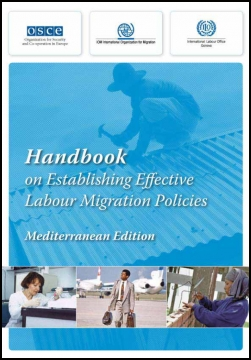 osce
Organization for Security
and Co-operation in Europe
IOM International Organization for Migration
International Labour Office
Geneva
Handbook
on Establishing Effective
Labour Migration Policies
Mediterranean Edition